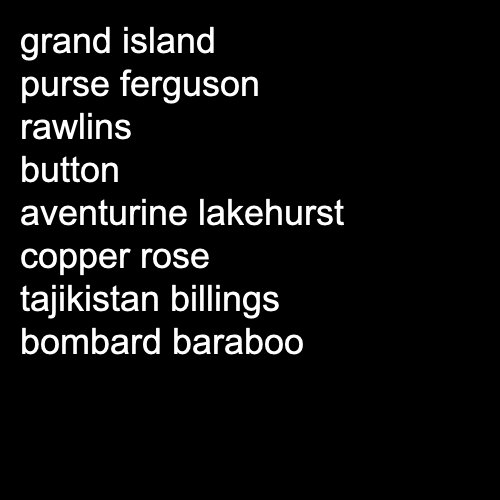 grand island
purse ferguson
rawlins
button
aventurine lakehurst
copper rose
tajikistan billings
bombard baraboo